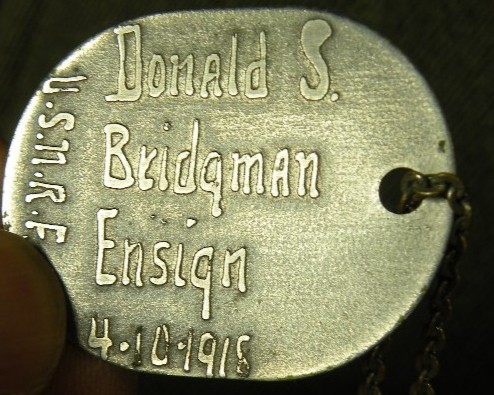 Donald S.
Bridgman
Ensign
4.10.1918
U.S.N.R.F.